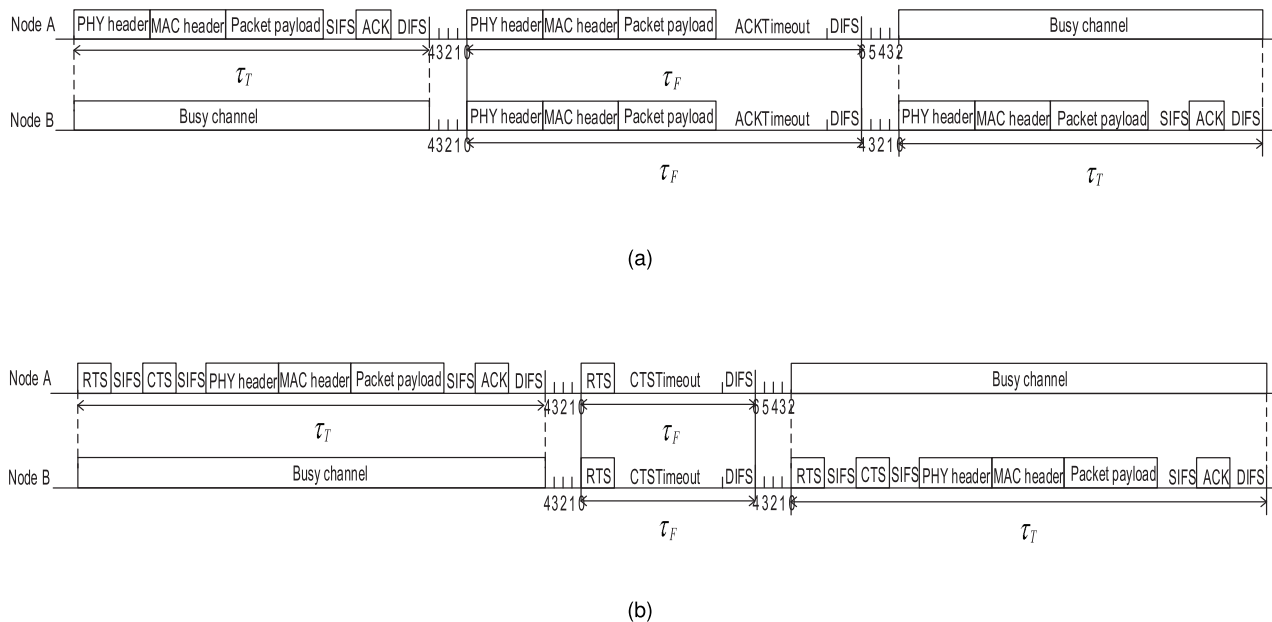 Node A PHY header MAC header Packet payload SIFS ACK DIFS PHY header MAC header Packet payload ACKTimeout DIFS Busy channel
43210 65432
τT τF
Node B Busy channel PHY header MAC header Packet payload ACKTimeout DIFS PHY header MAC header Packet payload SIFS ACK DIFS
43210 43210
τF τT
(a)
Node A RTS SIFS CTS SIFS PHY header MAC header Packet payload SIFS ACK DIFS RTS CTSTimeout DIFS Busy channel
43210 65432
τT τF
Node B Busy channel RTS CTSTimeout DIFS RTS SIFS CTS SIFS PHY header MAC header Packet payload SIFS ACK DIFS
43210 43210
τF τT
(b)